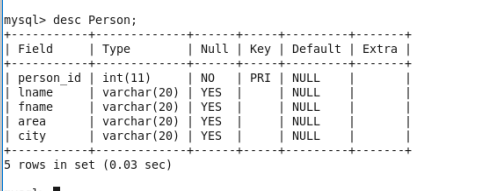 mysql> desc Person;
+-----------+-------------+------+-----+---------+-------+
| Field     | Type        | Null | Key | Default | Extra |
+-----------+-------------+------+-----+---------+-------+
| person_id | int(11)     | NO   | PRI | NULL    |       |
| lname     | varchar(20) | YES  |     | NULL    |       |
| fname     | varchar(20) | YES  |     | NULL    |       |
| area      | varchar(20) | YES  |     | NULL    |       |
| city      | varchar(20) | YES  |     | NULL    |       |
+-----------+-------------+------+-----+---------+-------+
5 rows in set (0.03 sec)